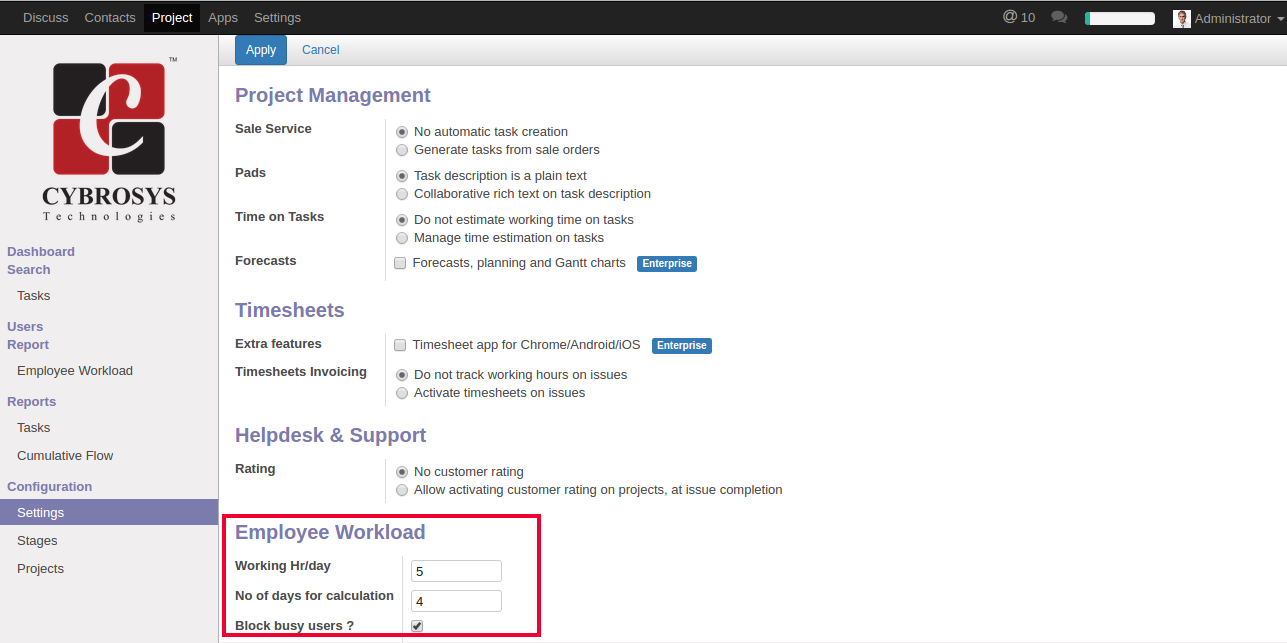 Discuss Contacts Project Apps Settings @ 10 Administrator
Apply Cancel
™
C
CYBROSYS
Technologies
Dashboard
Search
Tasks
Users
Report
Employee Workload
Reports
Tasks
Cumulative Flow
Configuration
Settings
Stages
Projects
Project Management
Sale Service
No automatic task creation
Generate tasks from sale orders
Pads
Task description is a plain text
Collaborative rich text on task description
Time on Tasks
Do not estimate working time on tasks
Manage time estimation on tasks
Forecasts
Forecasts, planning and Gantt charts Enterprise
Timesheets
Extra features
Timesheet app for Chrome/Android/iOS Enterprise
Timesheets Invoicing
Do not track working hours on issues
Activate timesheets on issues
Helpdesk & Support
Rating
No customer rating
Allow activating customer rating on projects, at issue completion
Employee Workload
Working Hr/day 5
No of days for calculation 4
Block busy users ?